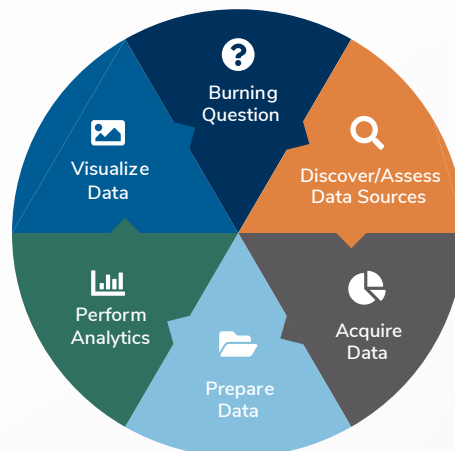 Burning
Question
Discover/Assess
Data Sources
Acquire
Data
Prepare
Data
Perform
Analytics
Visualize
Data